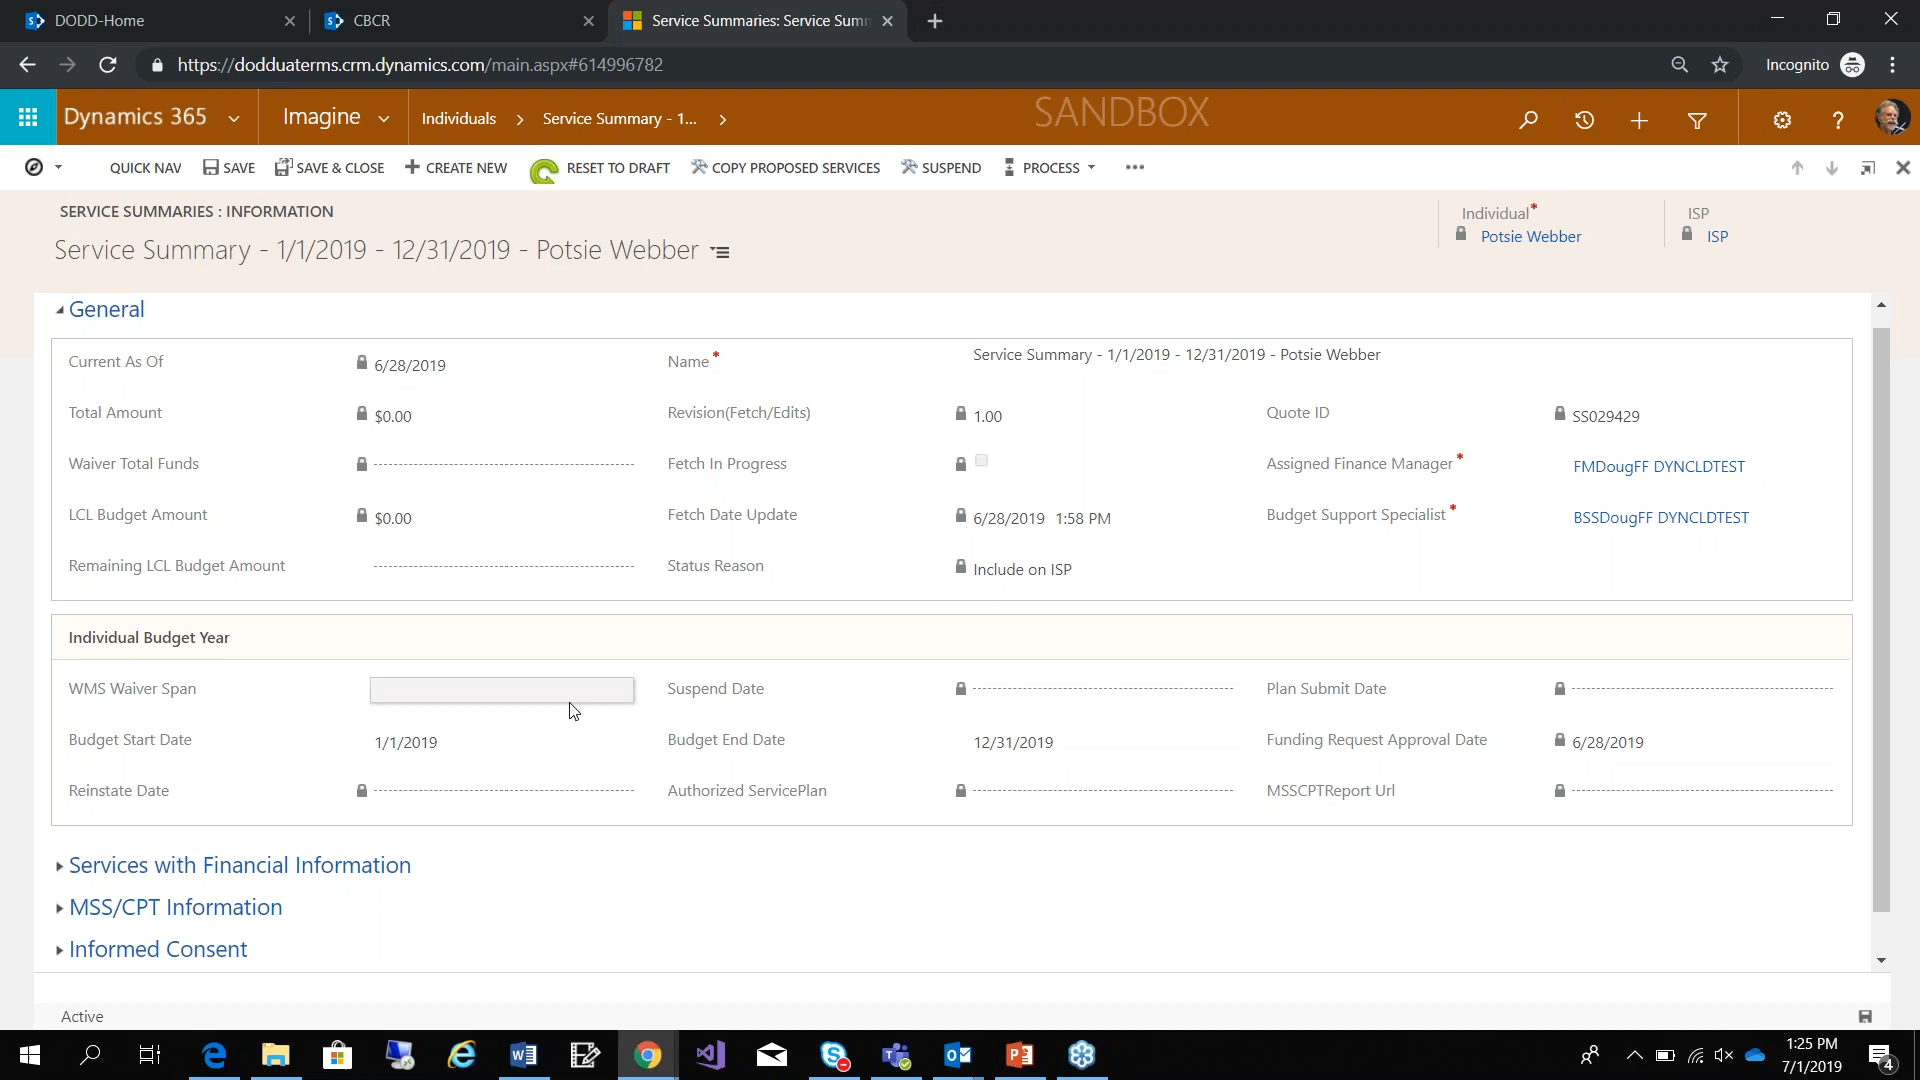 DODD-Home
CBCR
Service Summaries: Service Summ
https://dodduaterms.crm.dynamics.com/main.aspx#614996782
Incognito
Dynamics 365
Imagine
Individuals
Service Summary - 1...
SANDBOX
QUICK NAV
SAVE
SAVE & CLOSE
CREATE NEW
RESET TO DRAFT
COPY PROPOSED SERVICES
SUSPEND
PROCESS
SERVICE SUMMARIES : INFORMATION
Service Summary - 1/1/2019 - 12/31/2019 - Potsie Webber
Individual*
Potsie Webber
ISP
ISP
General
Current As Of
6/28/2019
Name*
Service Summary - 1/1/2019 - 12/31/2019 - Potsie Webber
Total Amount
$0.00
Revision(Fetch/Edits)
1.00
Quote ID
SS029429
Waiver Total Funds
Fetch In Progress
Assigned Finance Manager*
FMDougFF DYNCLDTEST
LCL Budget Amount
$0.00
Fetch Date Update
6/28/2019 1:58 PM
Budget Support Specialist*
BSSDougFF DYNCLDTEST
Remaining LCL Budget Amount
Status Reason
Include on ISP
Individual Budget Year
WMS Waiver Span
Suspend Date
Plan Submit Date
Budget Start Date
1/1/2019
Budget End Date
12/31/2019
Funding Request Approval Date
6/28/2019
Reinstate Date
Authorized ServicePlan
MSSCPTReport Url
Services with Financial Information
MSS/CPT Information
Informed Consent
Active
1:25 PM
7/1/2019
4